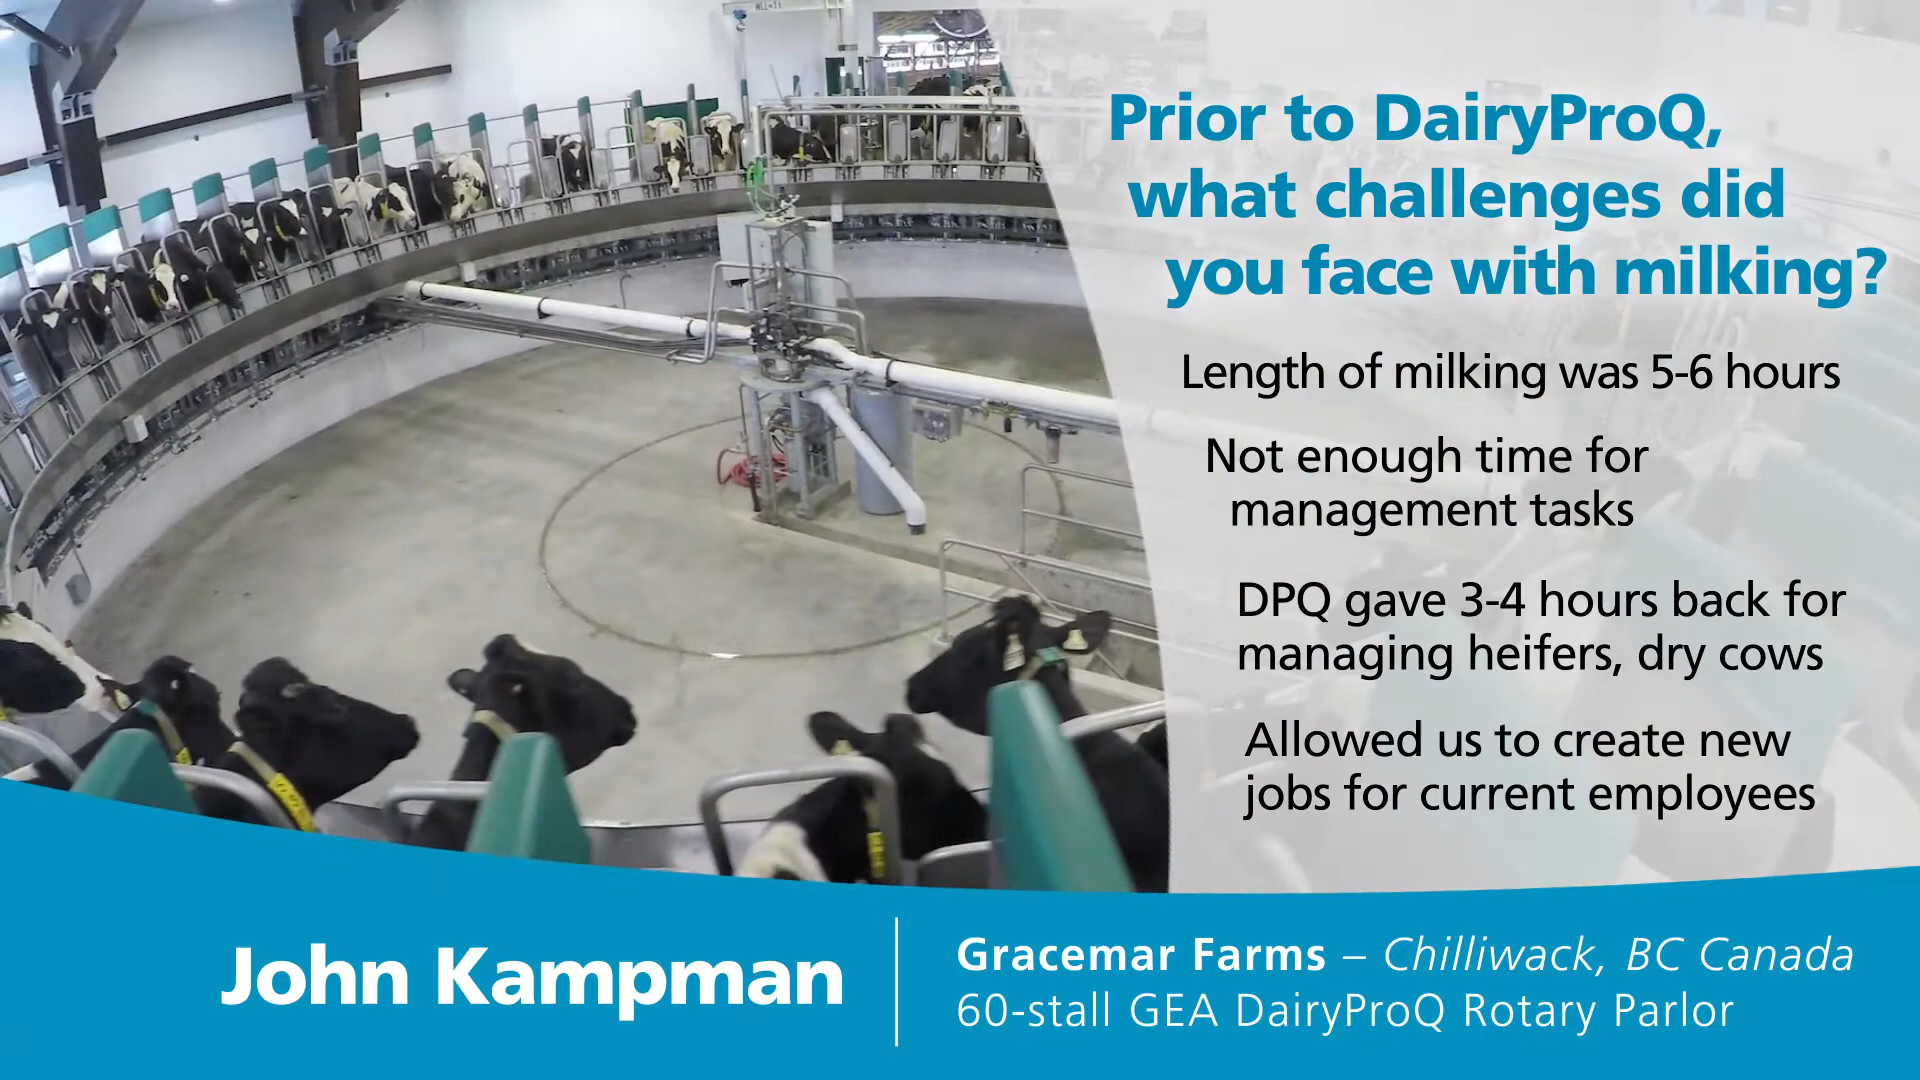 Prior to DairyProQ,
what challenges did
you face with milking?
Length of milking was 5-6 hours
Not enough time for
management tasks
DPQ gave 3-4 hours back for
managing heifers, dry cows
Allowed us to create new
jobs for current employees
John Kampman
Gracemar Farms – Chilliwack, BC Canada
60-stall GEA DairyProQ Rotary Parlor